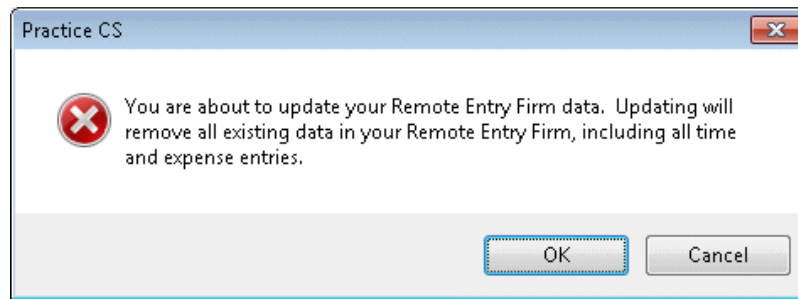 Practice CS
You are about to update your Remote Entry Firm data.  Updating will
remove all existing data in your Remote Entry Firm, including all time
and expense entries.
OK
Cancel